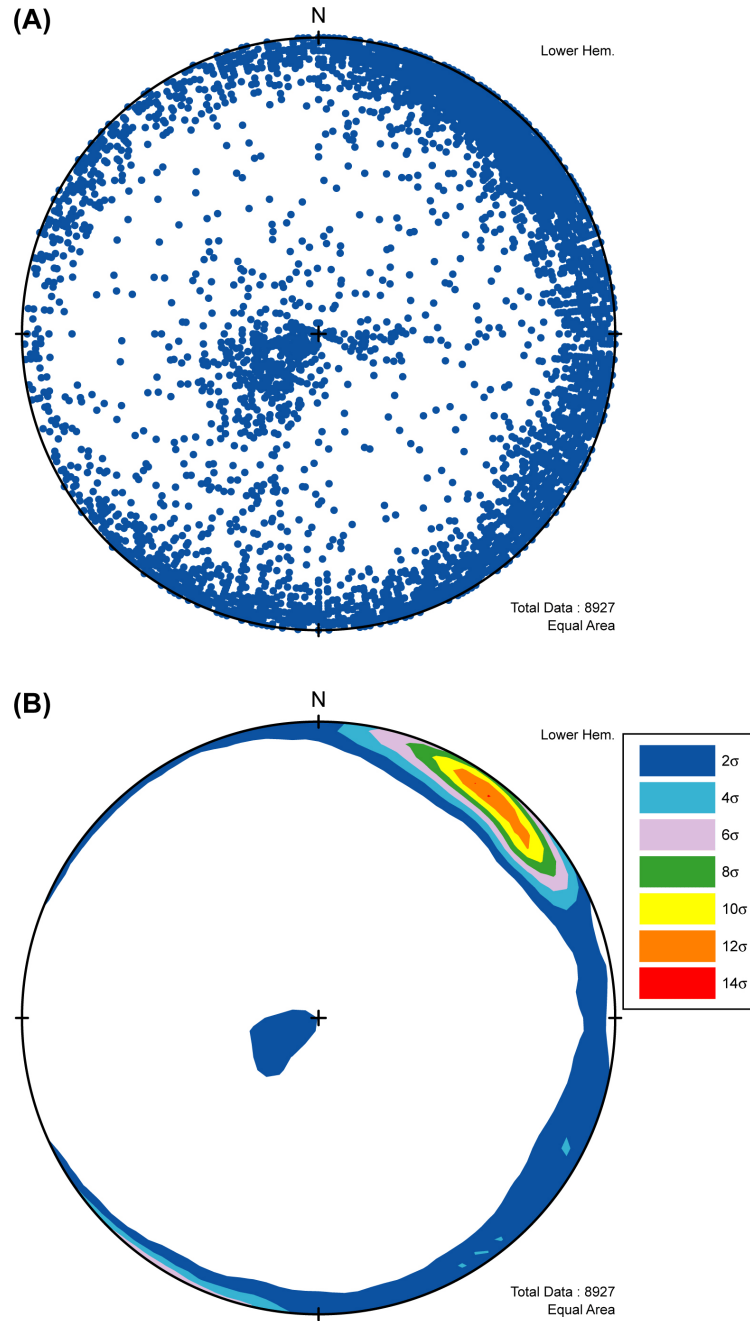 (A)
N
Lower Hem.
Total Data : 8927
Equal Area
(B)
N
Lower Hem.
2σ
4σ
6σ
8σ
10σ
12σ
14σ
Total Data : 8927
Equal Area